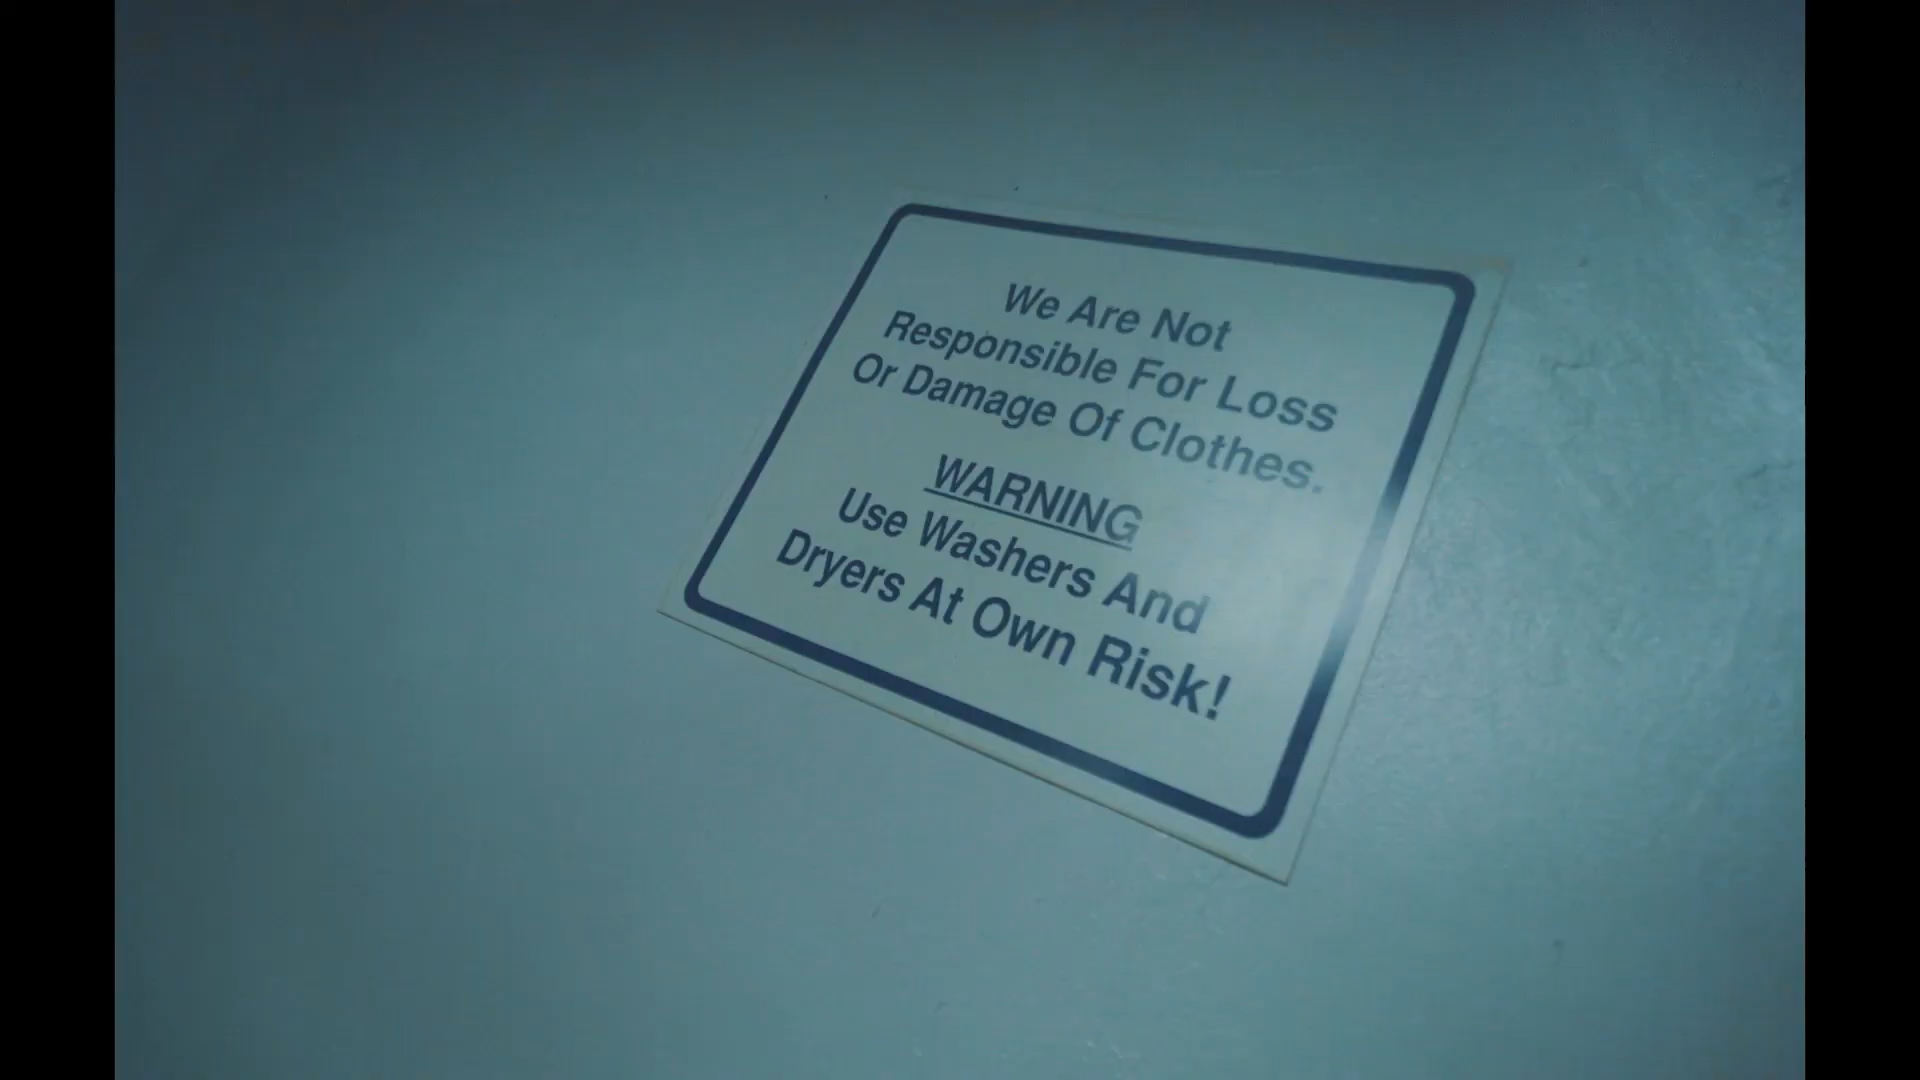 We Are Not
Responsible For Loss
Or Damage Of Clothes.
WARNING
Use Washers And
Dryers At Own Risk!